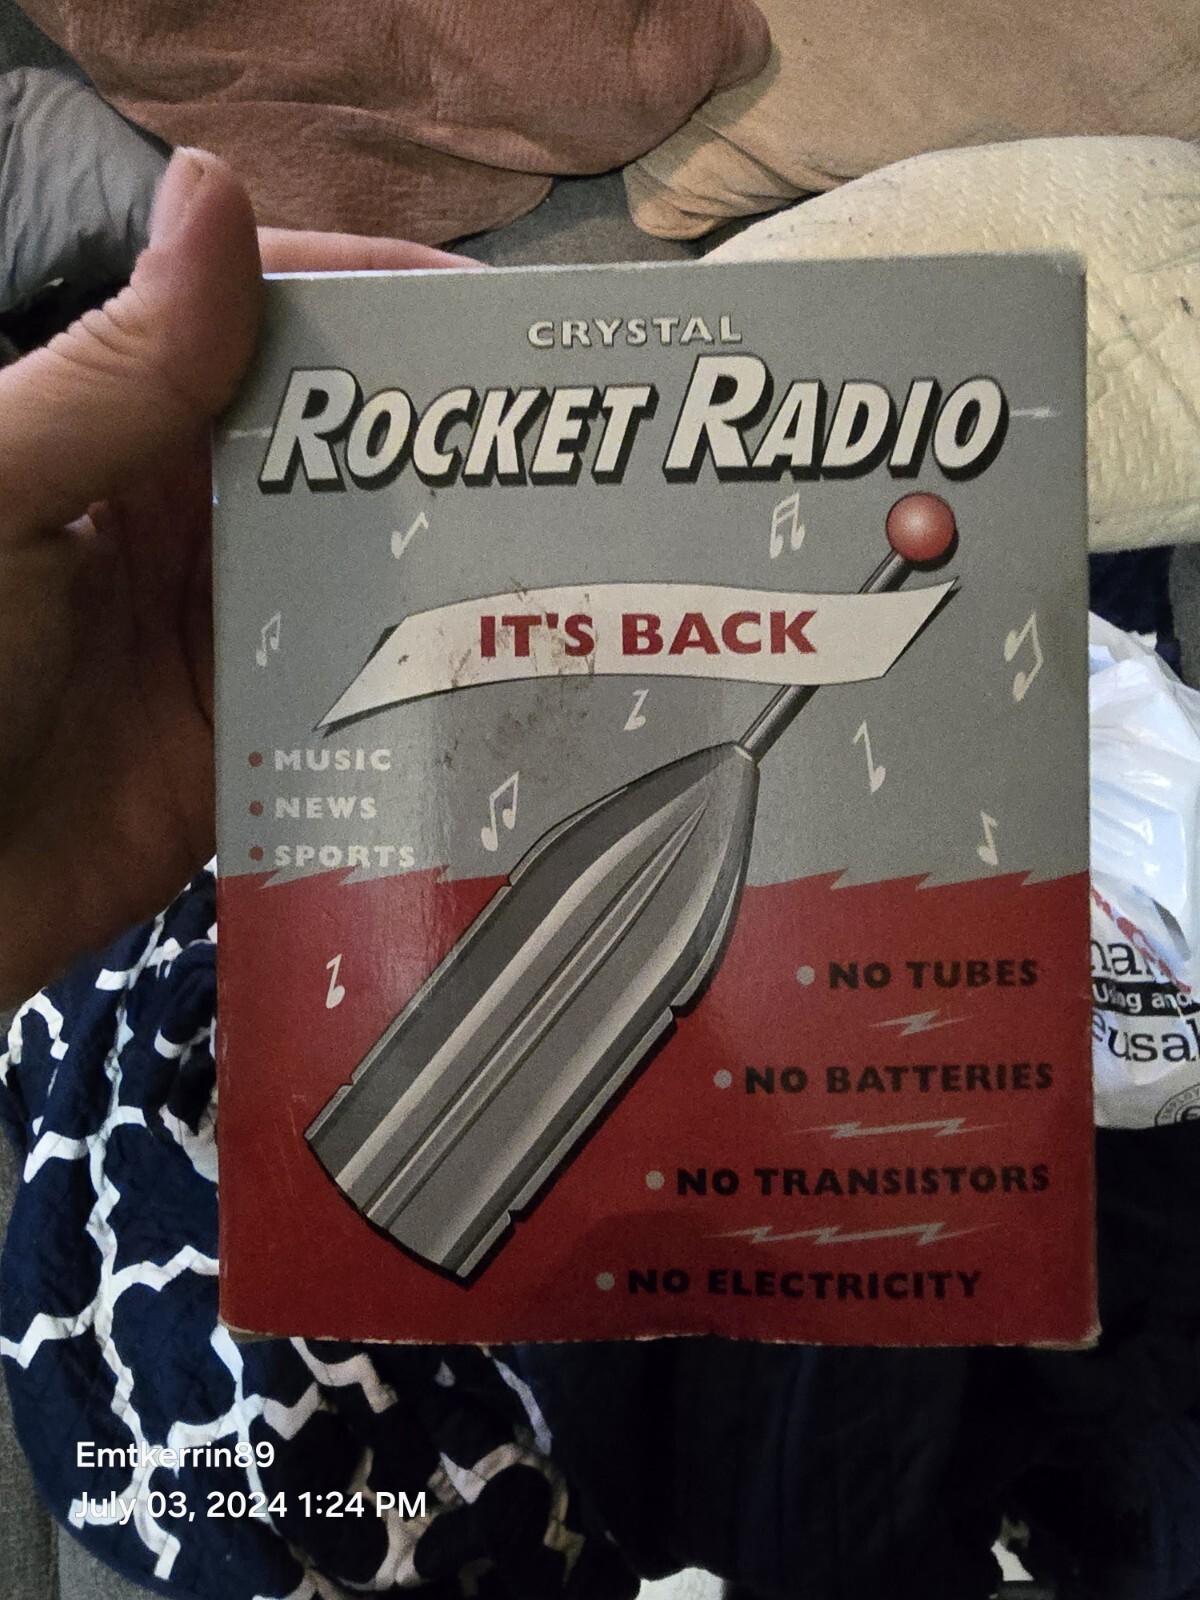 CRYSTAL
ROCKET RADIO
IT'S BACK
• MUSIC
• NEWS
• SPORTS
• NO TUBES
• NO BATTERIES
• NO TRANSISTORS
• NO ELECTRICITY
Emtkerrin89
July 03, 2024 1:24 PM